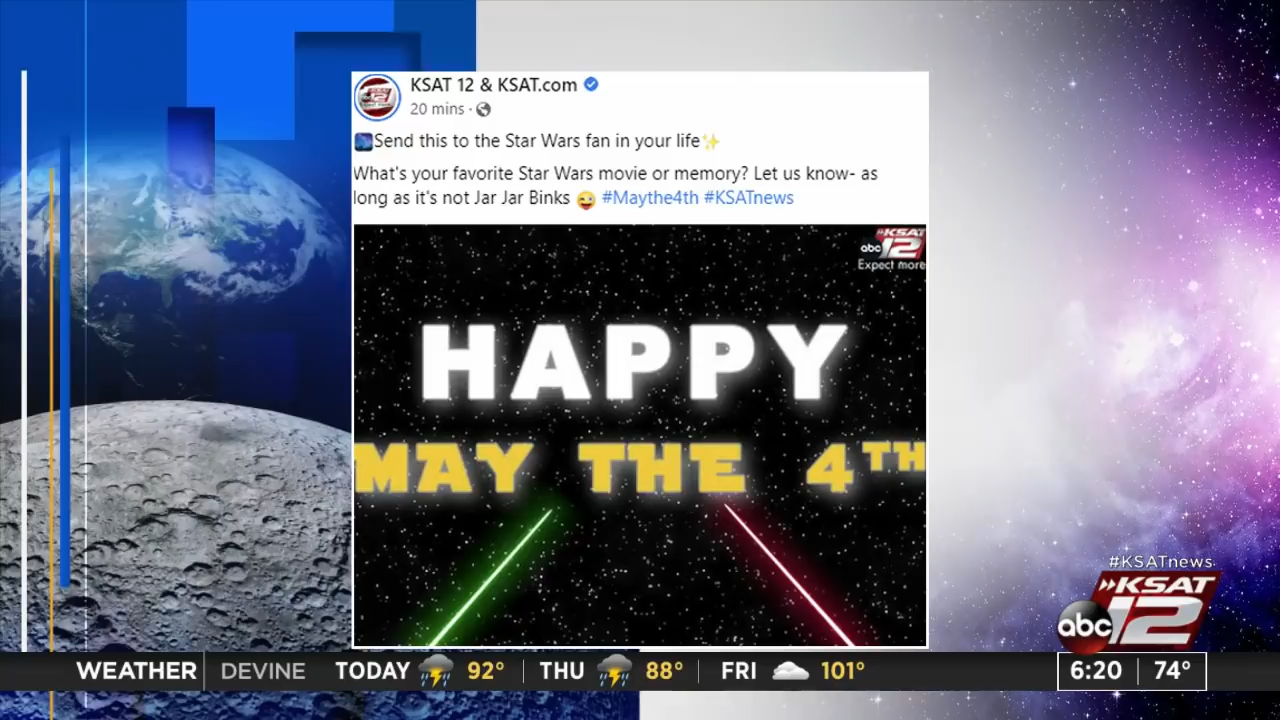 KSAT 12 & KSAT.com
20 mins ·
Send this to the Star Wars fan in your life
What's your favorite Star Wars movie or memory? Let us know- as
long as it's not Jar Jar Binks #Maythe4th #KSATnews
KSAT
abc 12
Expect more
HAPPY
MAY THE 4TH
#KSATnews
KSAT
abc 12
WEATHER DEVINE TODAY 92° THU 88° FRI 101° 6:20 74°